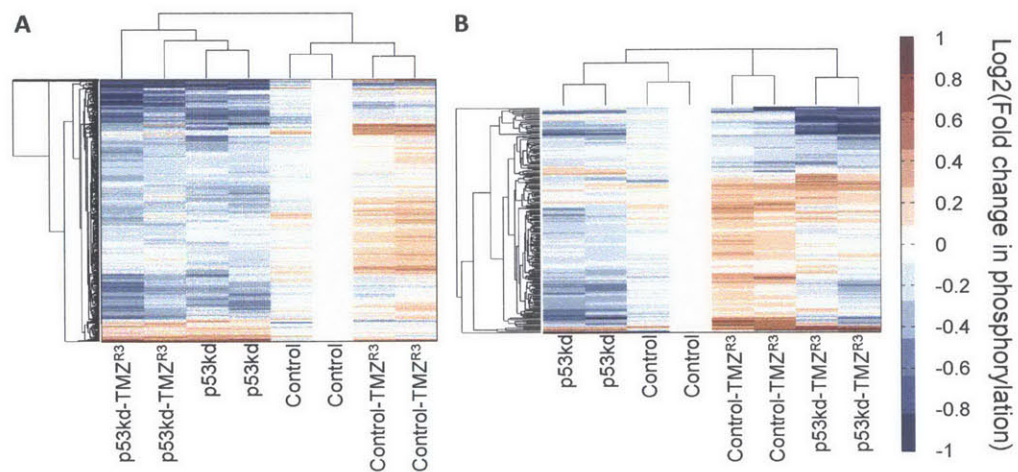 A
B
p53kd-TMZR3
p53kd-TMZR3
p53kd
p53kd
Control
Control
Control-TMZR3
Control-TMZR3
p53kd
p53kd
Control
Control
Control-TMZR3
Control-TMZR3
p53kd-TMZR3
p53kd-TMZR3
1
0.8
0.6
0.4
0.2
0
-0.2
-0.4
-0.6
-0.8
-1
Log2(Fold change in phosphorylation)